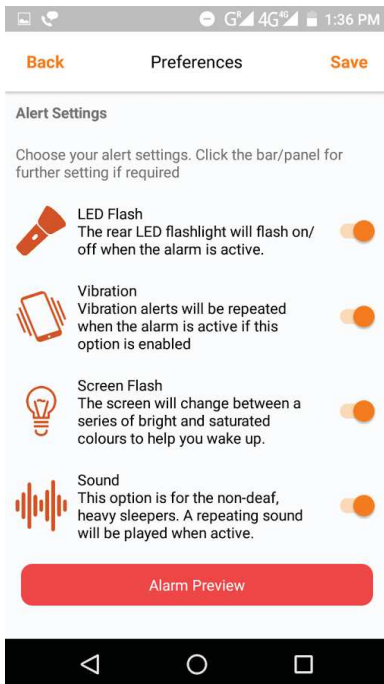 G R 4G 4G 1:36 PM
Back Preferences Save
Alert Settings
Choose your alert settings. Click the bar/panel for
further setting if required
LED Flash
The rear LED flashlight will flash on/
off when the alarm is active.
Vibration
Vibration alerts will be repeated
when the alarm is active if this
option is enabled
Screen Flash
The screen will change between a
series of bright and saturated
colours to help you wake up.
Sound
This option is for the non-deaf,
heavy sleepers. A repeating sound
will be played when active.
Alarm Preview